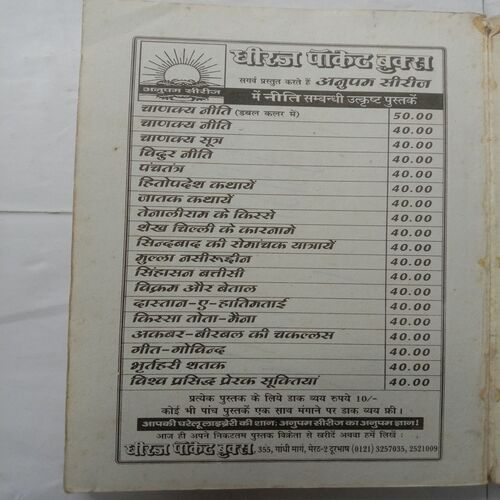 धीरज पॉकेट बुक्स
सगर्व प्रस्तुत करते हैं अनुपम सीरीज
अनुपम सीरीज
में नीति सम्बन्धी उत्कृष्ट पुस्तकें
चाणक्य नीति (डबल कलर में) 50.00
चाणक्य नीति 40.00
चाणक्य सूत्र 40.00
विदुर नीति 40.00
पंचतंत्र 40.00
हितोपदेश कथायें 40.00
जातक कथायें 40.00
तेनालीराम के किस्से 40.00
शेख चिल्ली के कारनामे 40.00
सिन्दबाद की रोमांचक यात्रायें 40.00
मुल्ला नसीरूद्दीन 40.00
सिंहासन बत्तीसी 40.00
विक्रम और बेताल 40.00
दास्तान-ए-हातिमताई 40.00
किस्सा तोता-मैना 40.00
अकबर-बीरबल की चकल्लस 40.00
गीत-गोविन्द 40.00
भृर्तहरी शतक 40.00
विश्व प्रसिद्ध प्रेरक सूक्तियां 40.00
प्रत्येक पुस्तक के लिये डाक व्यय रुपये 10/-
कोई भी पांच पुस्तकें एक साथ मंगाने पर डाक व्यय फ्री।
आपकी घरेलू लाइब्रेरी की शान; अनुपम सीरीज का अनुपम ज्ञान!
आज ही अपने निकटतम पुस्तक विक्रेता से खरीदें अथवा हमें लिखें :
धीरज पॉकेट बुक्स, 355, गांधी मार्ग, मेरठ-2 दूरभाष (0121) 3257035, 2521009